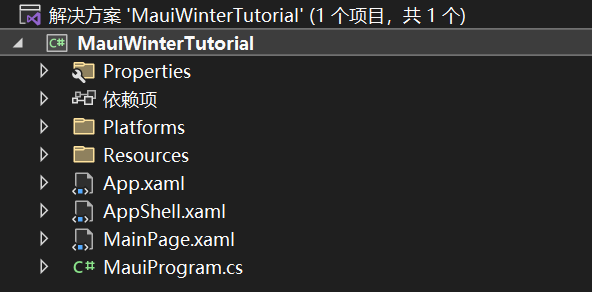 解决方案 'MauiWinterTutorial' (1 个项目，共 1 个)
C# MauiWinterTutorial
Properties
依赖项
Platforms
Resources
App.xaml
AppShell.xaml
MainPage.xaml
C# MauiProgram.cs